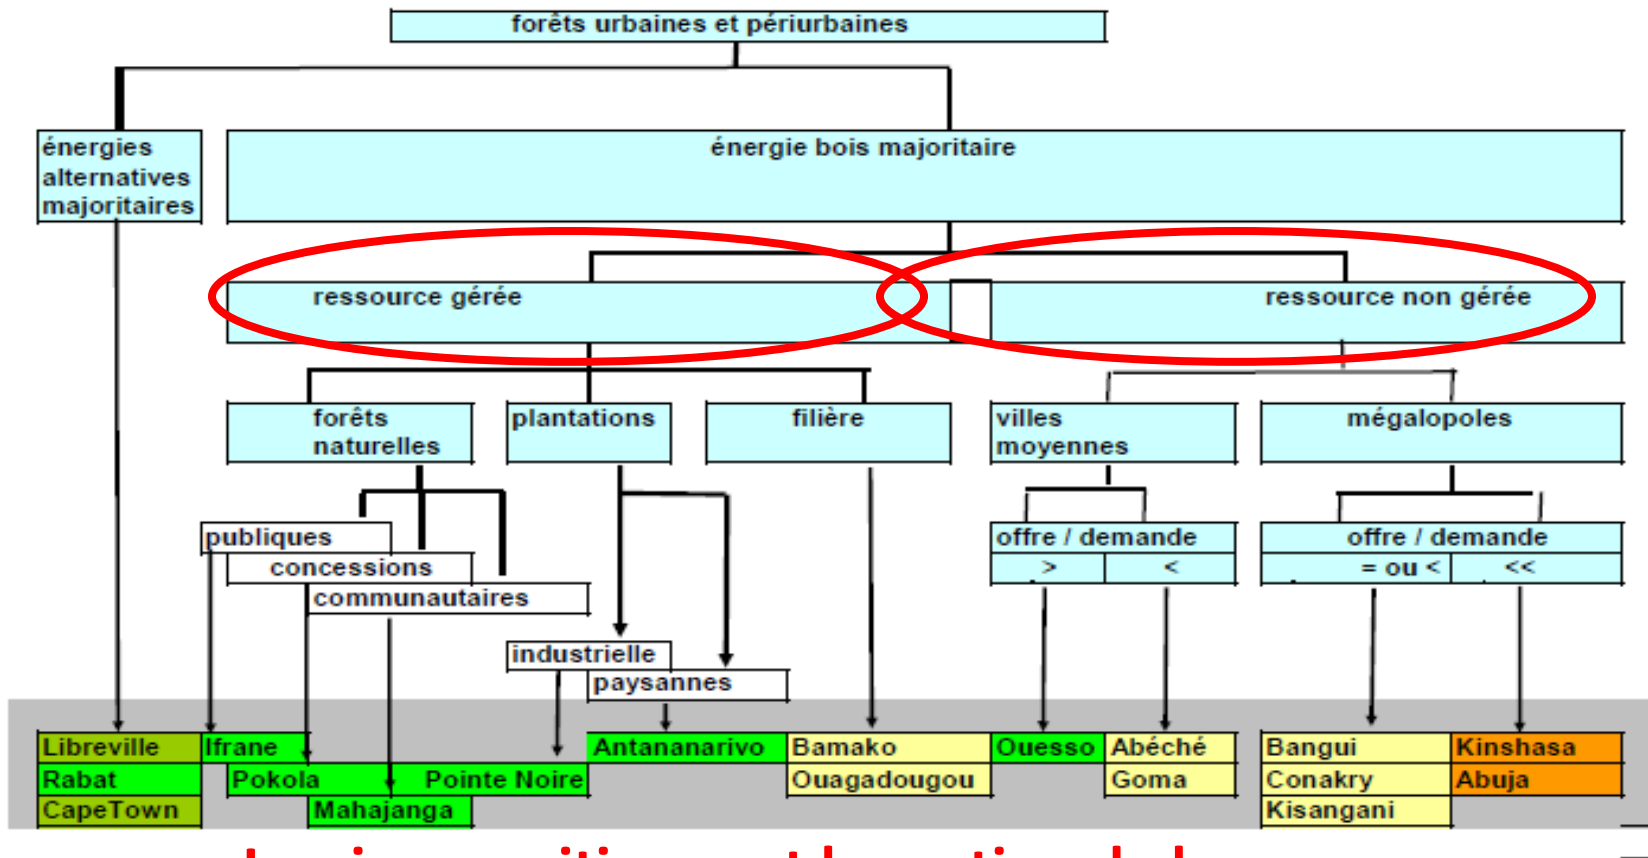 forêts urbaines et périurbaines
énergies
alternatives
majoritaires
énergie bois majoritaire
ressource gérée
ressource non gérée
forêts
naturelles
plantations
filière
villes
moyennes
mégalopoles
publiques
concessions
communautaires
offre / demande
> <
offre / demande
= ou < <<
industrielle
paysannes
Libreville Ifrane Antananarivo Bamako Ouesso Abéché Bangui Kinshasa
Rabat Pokola Pointe Noire Ouagadougou Goma Conakry Abuja
CapeTown Mahajanga Kisangani